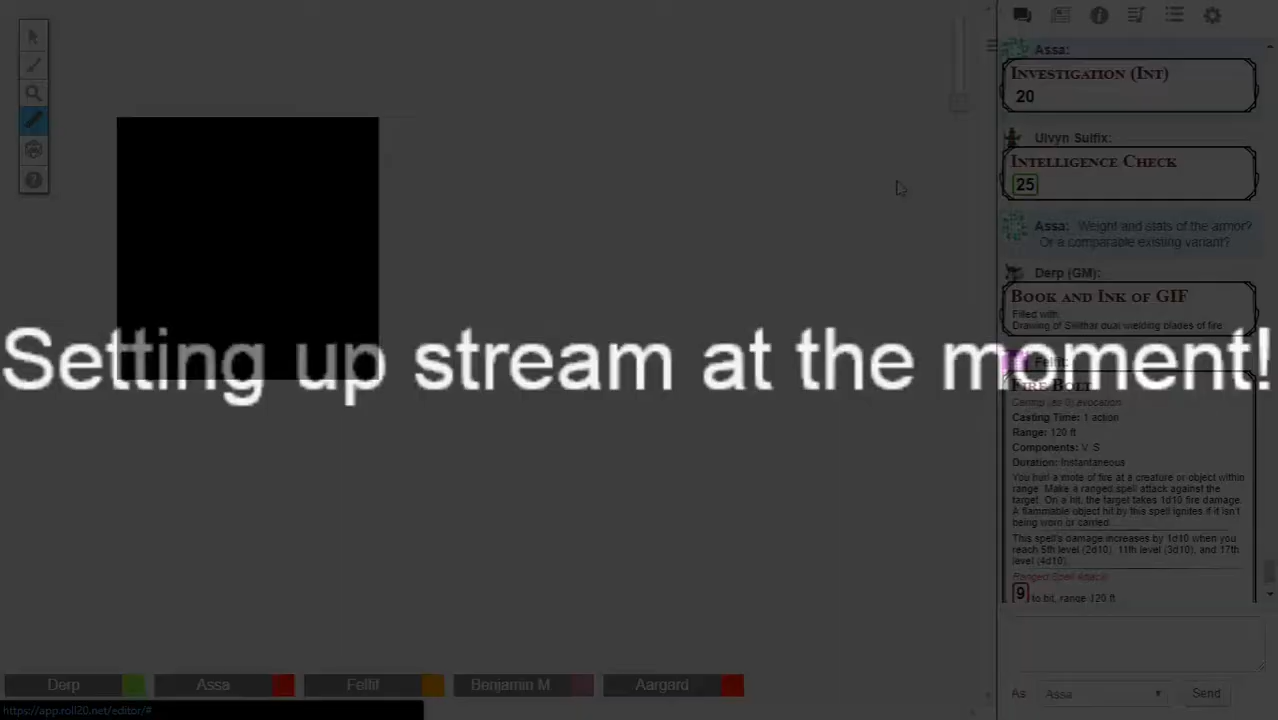 Assa:
INVESTIGATION (INT)
20
Ulvyn Sulfix:
INTELLIGENCE CHECK
25
Assa: Weight and stats of the armor?
Or a comparable existing variant?
Derp (GM):
BOOK AND INK OF GIF
Filled with:
Drawing of Selithar dual wielding blades of fire
Setting up stream at the moment!
Felfif:
FIRE BOLT
Casting Time: 1 action
Range: 120 ft
Components: V S
Duration: Instantaneous
You hurl a mote of fire at a creature or object within
range. Make a ranged spell attack against the
target. On a hit, the target takes 1d10 fire damage.
A flammable object hit by this spell ignites if it isn't
being worn or carried.
This spell's damage increases by 1d10 when you
reach 5th level (2d10), 11th level (3d10), and 17th
level (4d10).
Ranged Spell Attack
9 to hit, range 120 ft
Derp
Assa
Felfif
Benjamin M.
Aargard
As
Assa
Send
https://app.roll20.net/editor/#